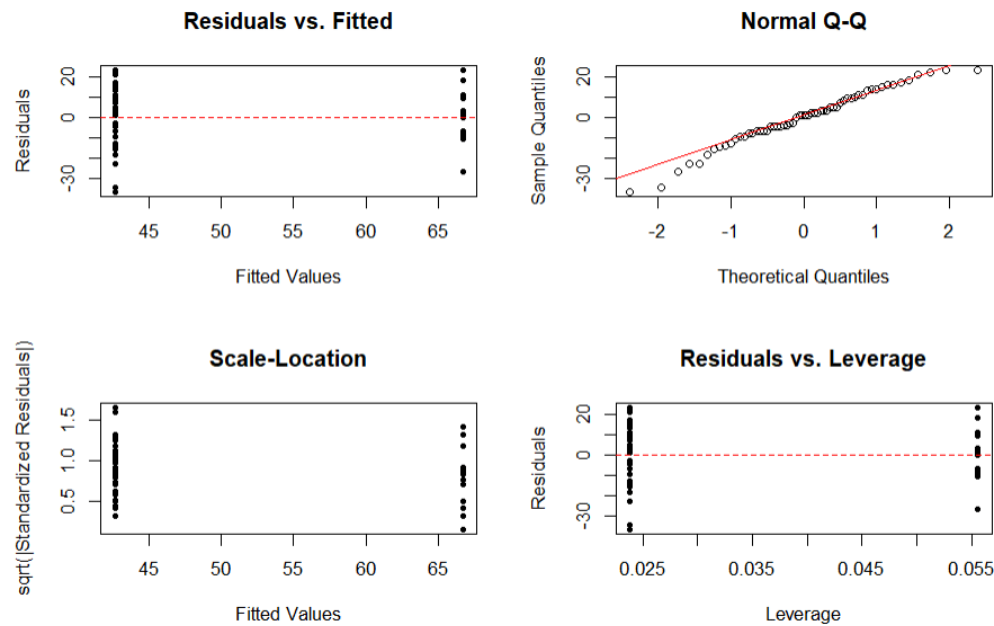 Residuals vs. Fitted
Residuals
20
0
-30
45 50 55 60 65
Fitted Values
Normal Q-Q
Sample Quantiles
20
0
-30
-2 -1 0 1 2
Theoretical Quantiles
Scale-Location
sqrt(|Standardized Residuals|)
1.5
1.0
0.5
45 50 55 60 65
Fitted Values
Residuals vs. Leverage
Residuals
20
0
-30
0.025 0.035 0.045 0.055
Leverage